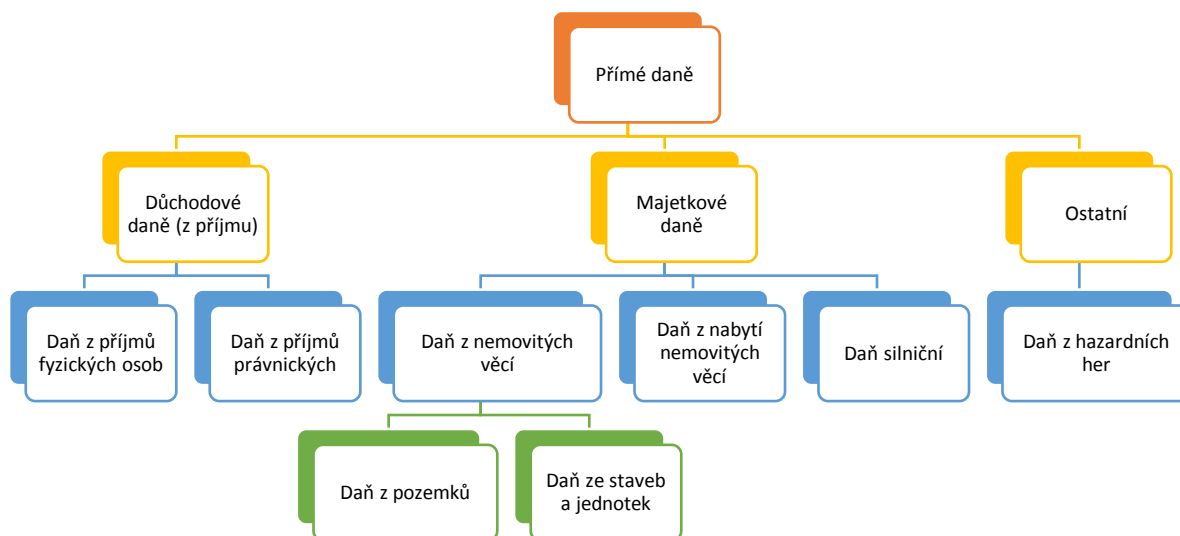 Přímé daně
Důchodové
daně (z příjmu)
Majetkové
daně
Ostatní
Daň z příjmů
fyzických osob
Daň z příjmů
právnických
Daň z nemovitých
věcí
Daň z nabytí
nemovitých
věcí
Daň silniční
Daň z hazardních
her
Daň z pozemků
Daň ze staveb
a jednotek